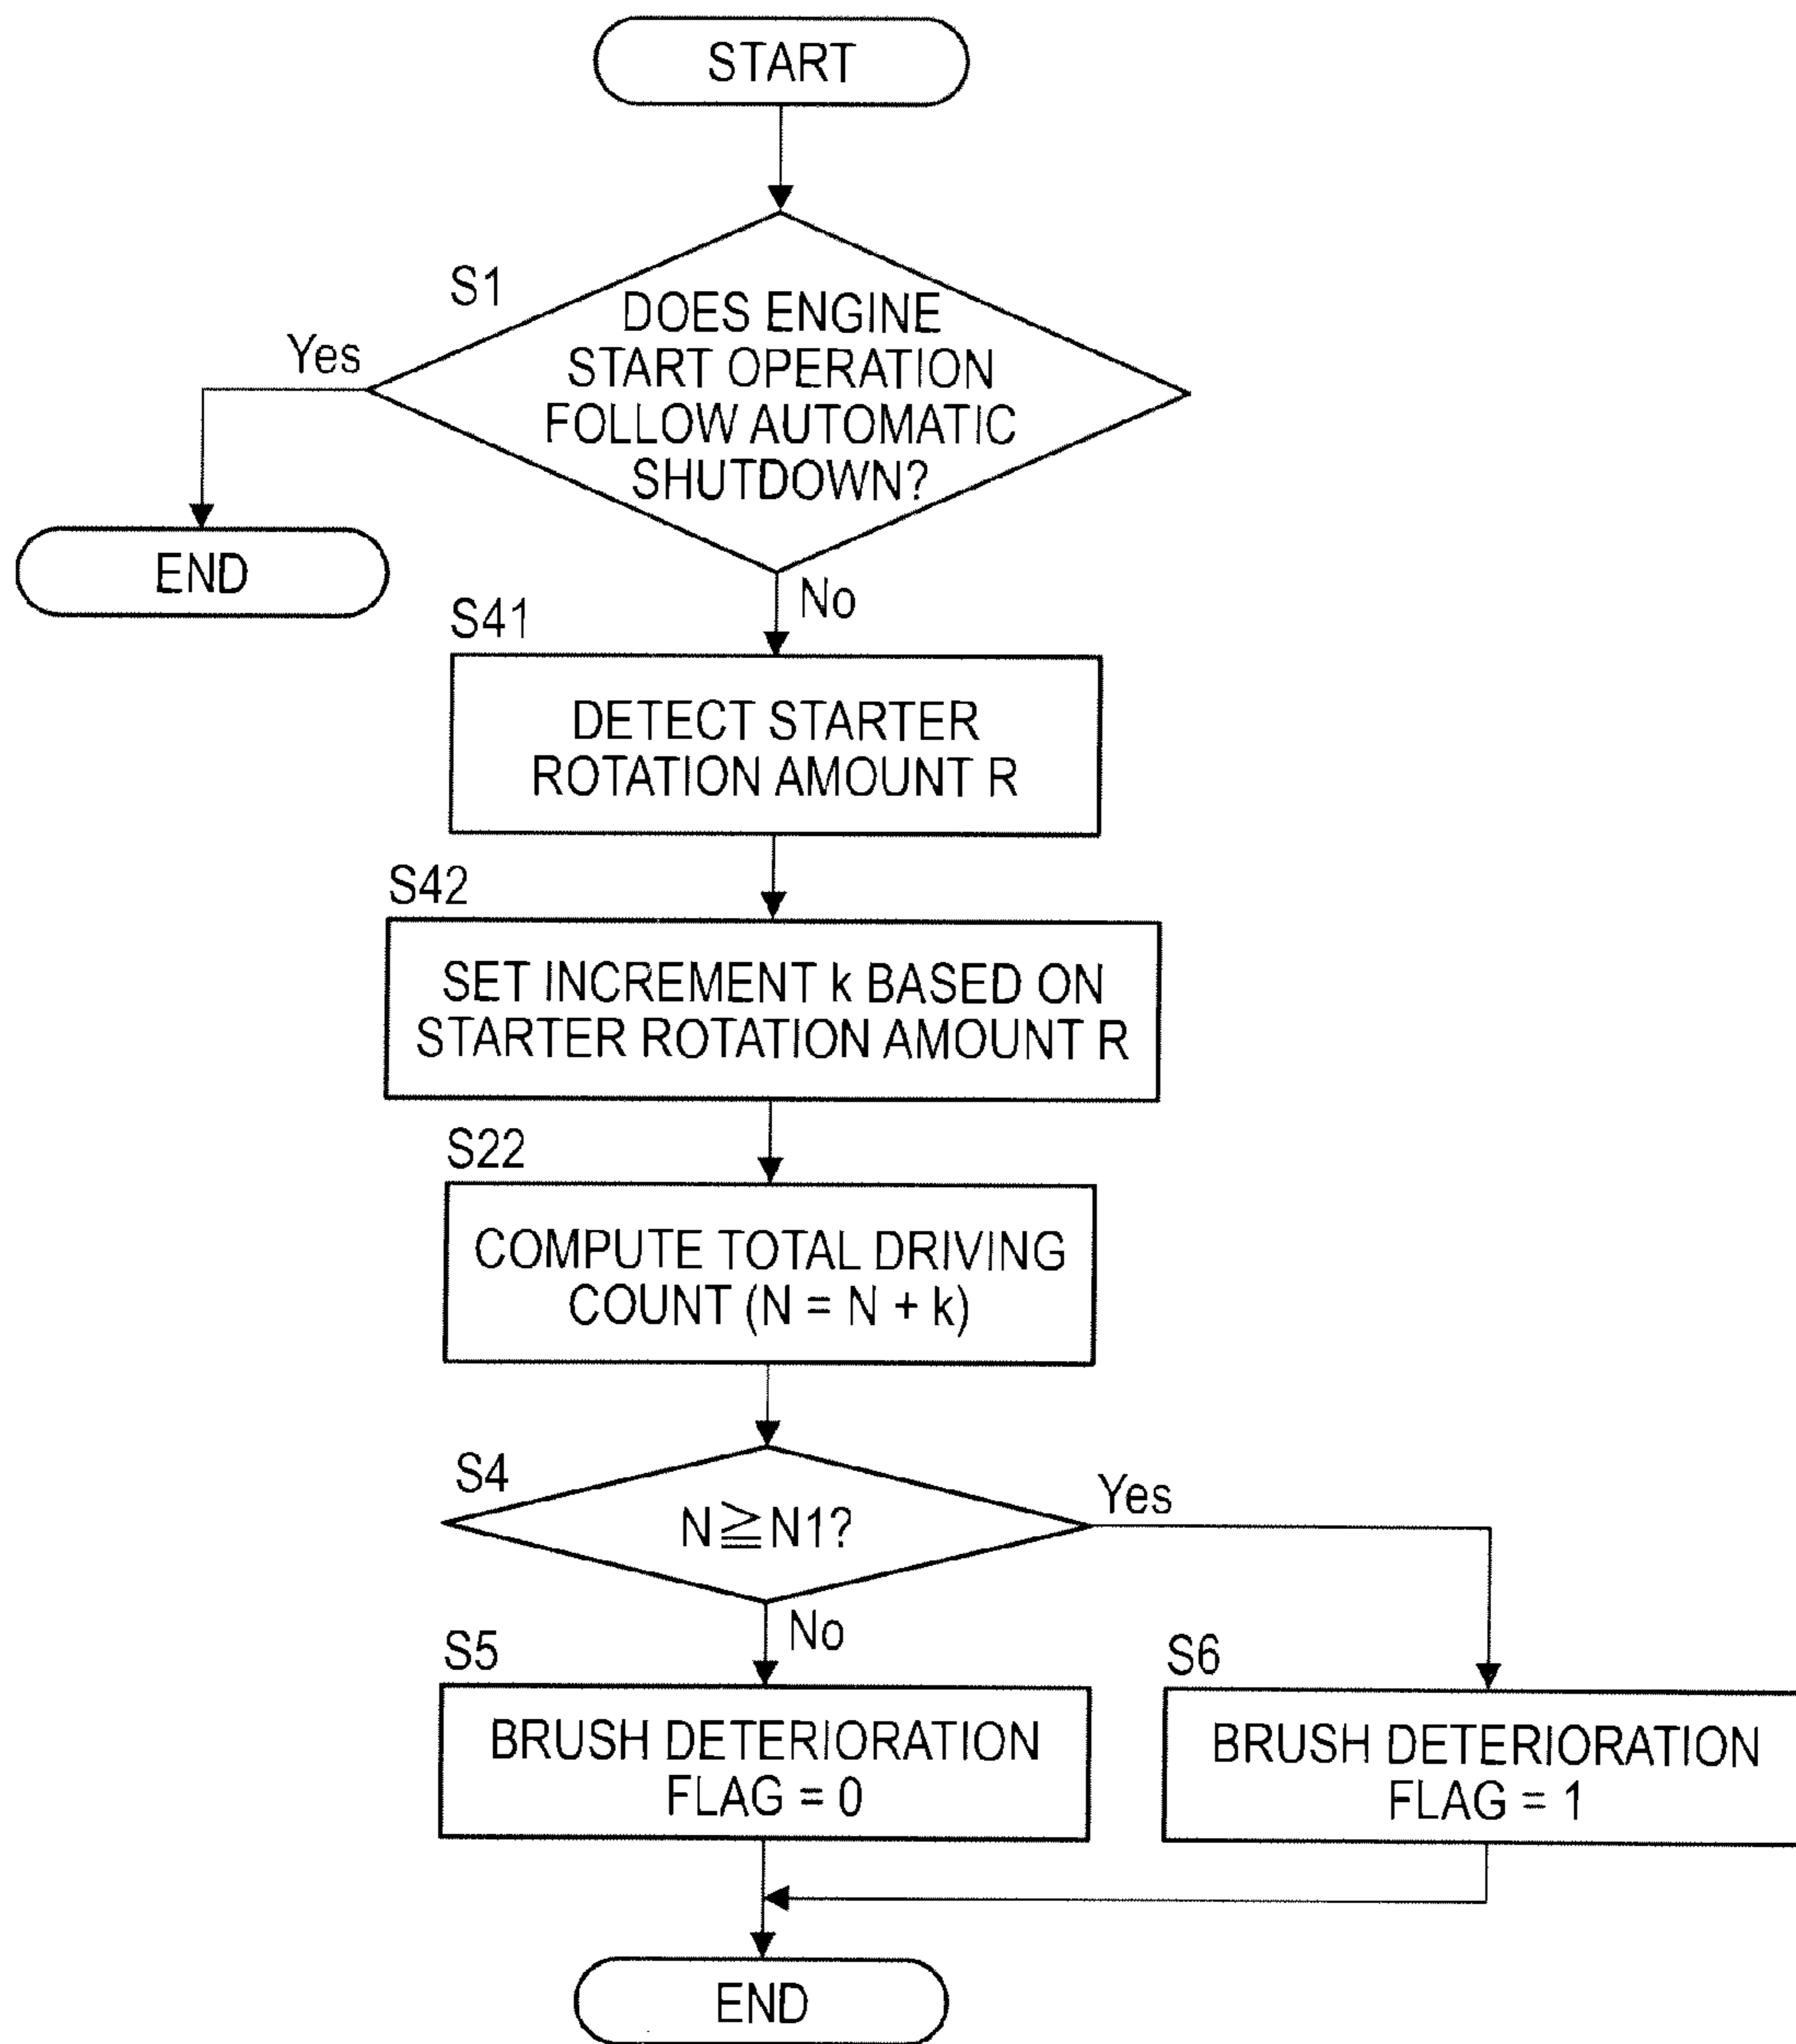 START
S1
DOES ENGINE
START OPERATION
FOLLOW AUTOMATIC
SHUTDOWN?
Yes
END
No
S41
DETECT STARTER
ROTATION AMOUNT R
S42
SET INCREMENT k BASED ON
STARTER ROTATION AMOUNT R
S22
COMPUTE TOTAL DRIVING
COUNT (N = N + k)
S4
N≧N1?
Yes
No
S5
BRUSH DETERIORATION
FLAG = 0
S6
BRUSH DETERIORATION
FLAG = 1
END